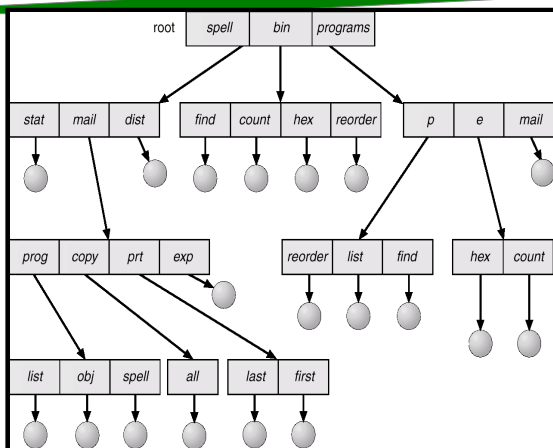 root spell bin programs
stat mail dist find count hex reorder p e mail
prog copy prt exp reorder list find hex count
list obj spell all last first